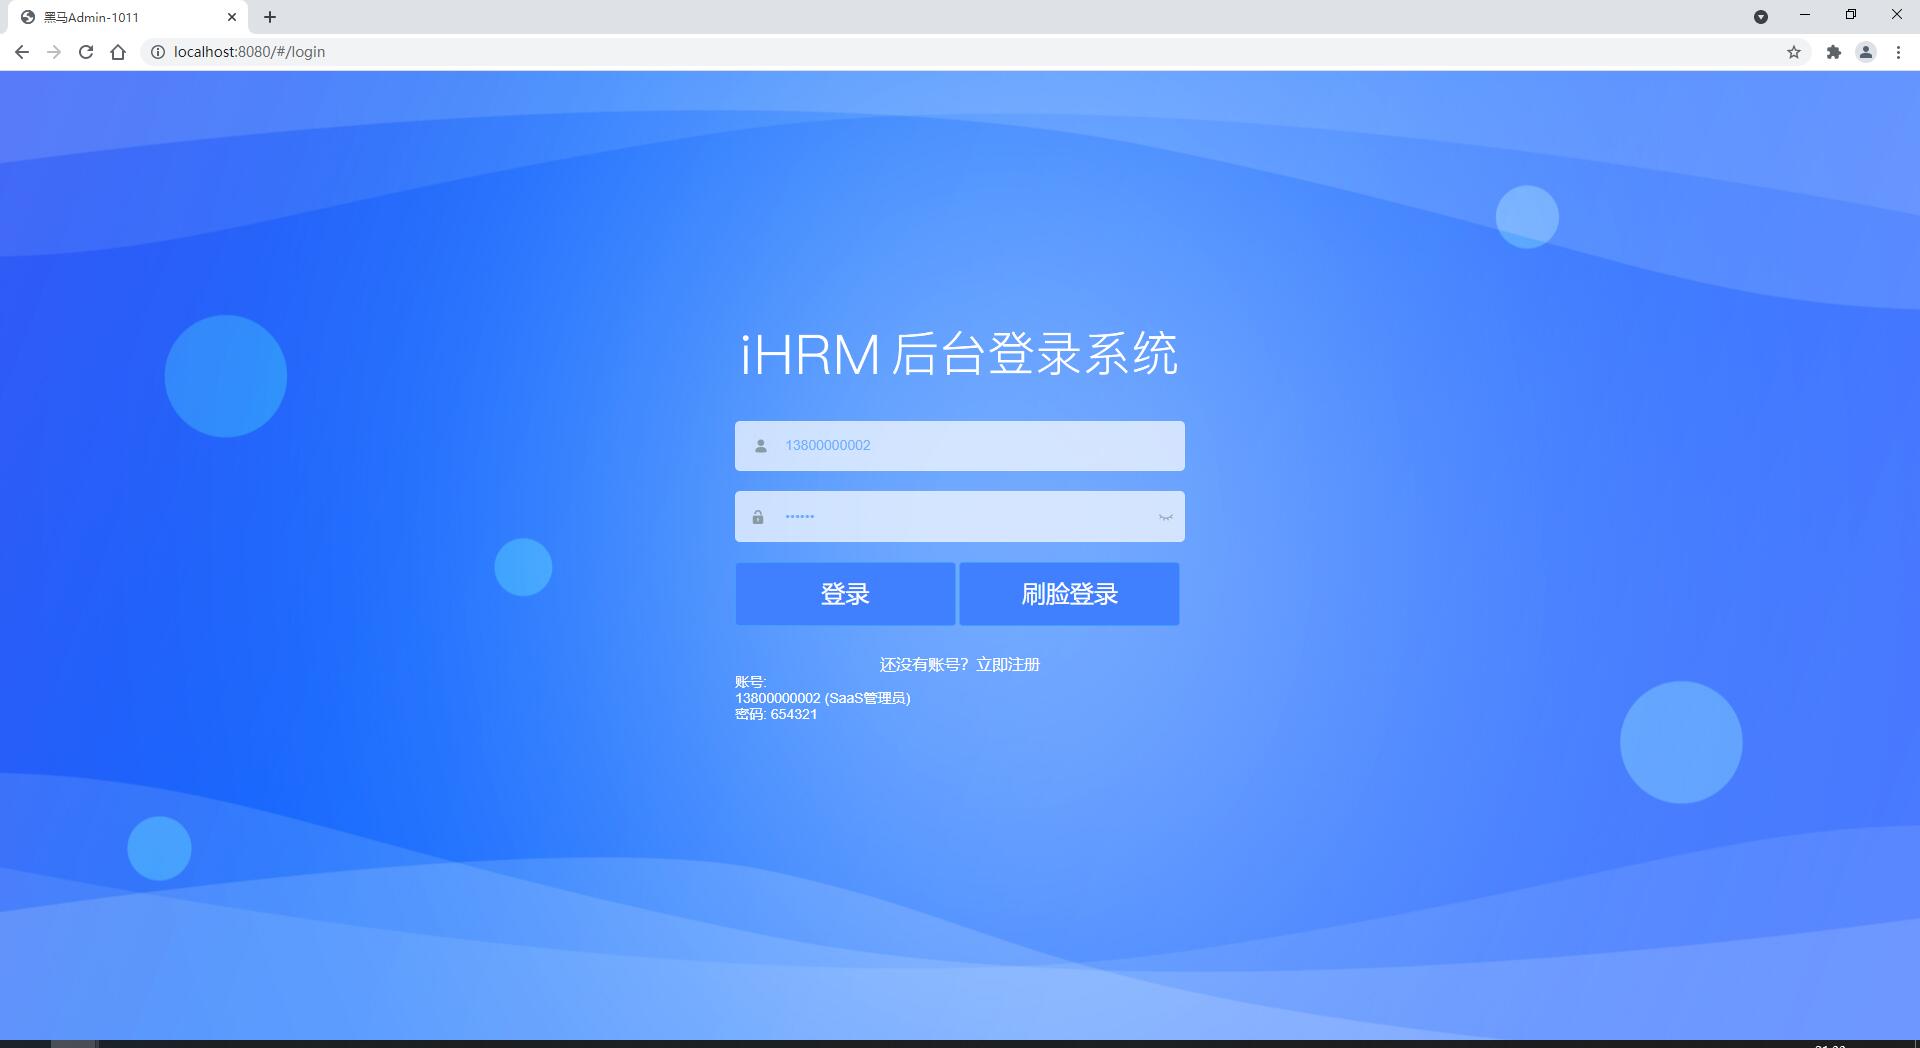 黑马Admin-1011
localhost:8080/#/login
iHRM 后台登录系统
13800000002
••••••
登录
刷脸登录
还没有账号？立即注册
账号:
13800000002 (SaaS管理员)
密码: 654321